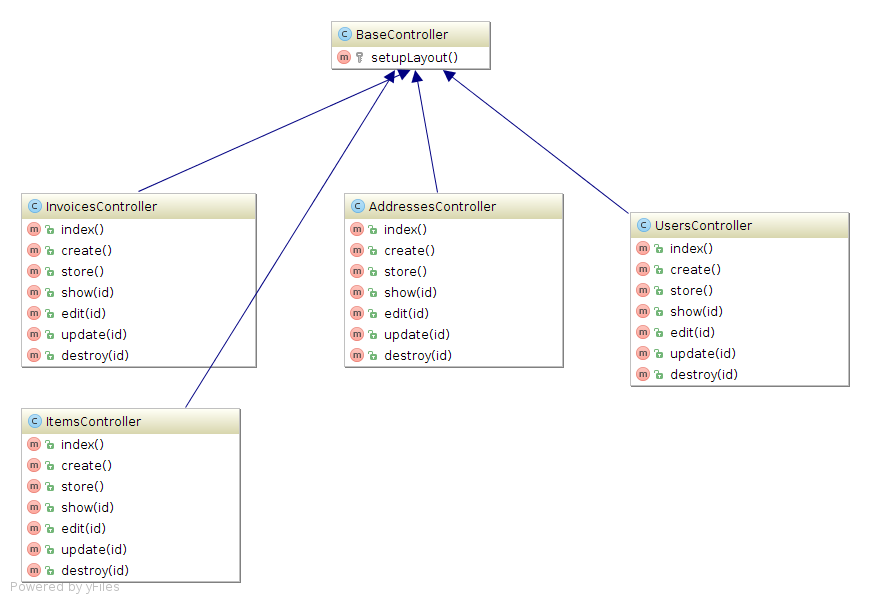 C BaseController
m setupLayout()
C InvoicesController
m index()
m create()
m store()
m show(id)
m edit(id)
m update(id)
m destroy(id)
C AddressesController
m index()
m create()
m store()
m show(id)
m edit(id)
m update(id)
m destroy(id)
C UsersController
m index()
m create()
m store()
m show(id)
m edit(id)
m update(id)
m destroy(id)
C ItemsController
m index()
m create()
m store()
m show(id)
m edit(id)
m update(id)
m destroy(id)
Powered by yFiles